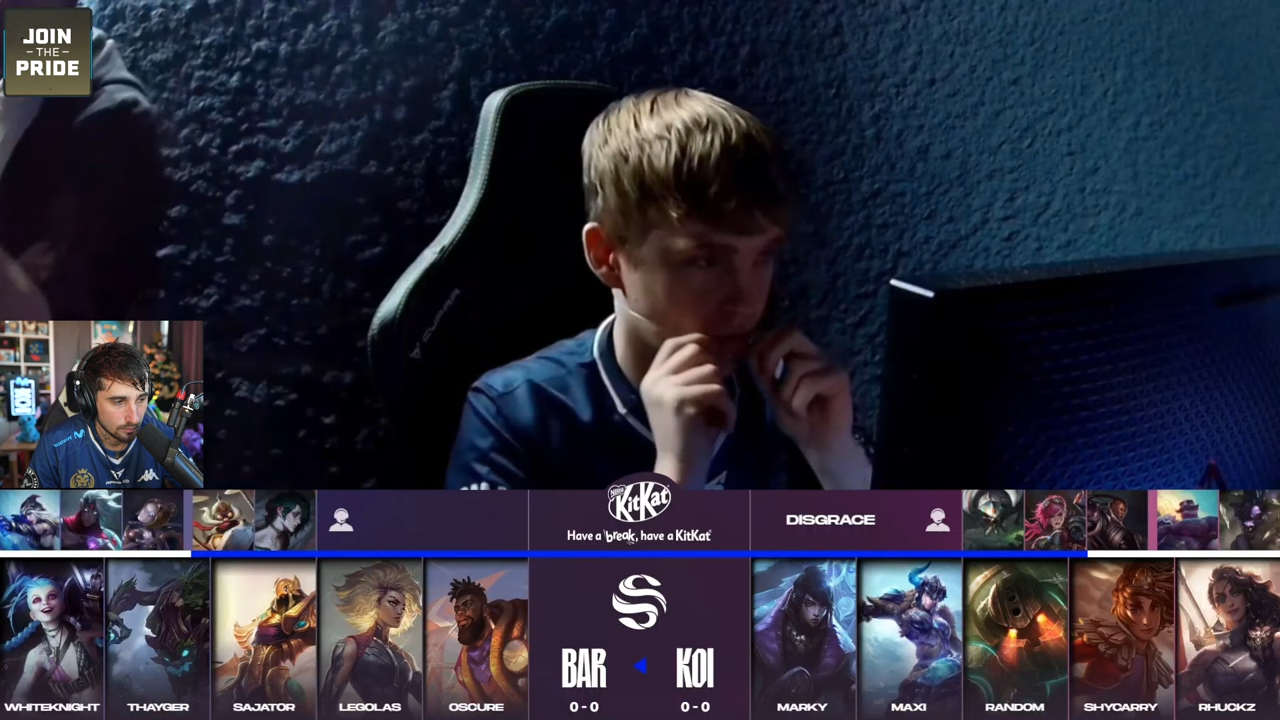 JOIN
– THE –
PRIDE
Nestlé
KitKat
Have a break, have a KitKat
DISGRACE
BAR
KOI
0 - 0
0 - 0
WHITEKNIGHT
THAYGER
SAJATOR
LEGOLAS
OSCURE
MARKY
MAXI
RANDOM
SHYCARRY
RHUCKZ